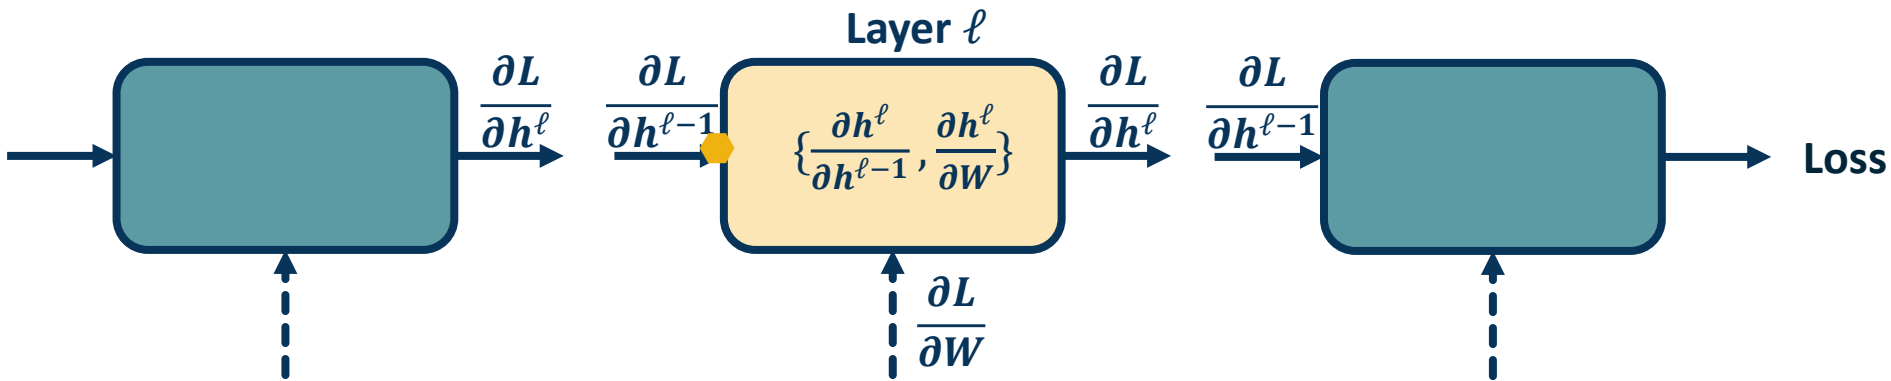 Layer ℓ
∂L/∂h^ℓ
∂L/∂h^{ℓ−1}
{∂h^ℓ/∂h^{ℓ−1}, ∂h^ℓ/∂W}
∂L/∂h^ℓ
∂L/∂h^{ℓ−1}
Loss
∂L/∂W